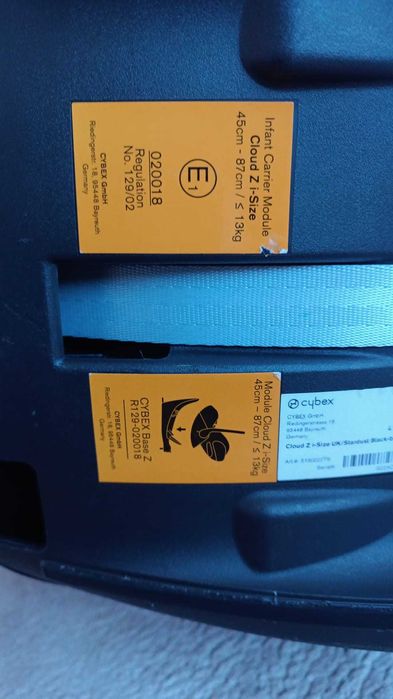 Infant Carrier Module
Cloud Z i-Size
45cm - 87cm / ≤ 13kg
E1
020018
Regulation
No. 129/02
CYBEX GmbH
Riedingerstr. 18, 95448 Bayreuth
Germany
Module Cloud Z i-Size
45cm - 87cm / ≤ 13kg
CYBEX Base Z
R129-020018
CYBEX GmbH
Riedingerstr. 18, 95448 Bayreuth
Germany
cybex
CYBEX GmbH
Riedingerstrasse 18
95448 Bayreuth
Germany
Cloud Z i-Size UK/Stardust Black